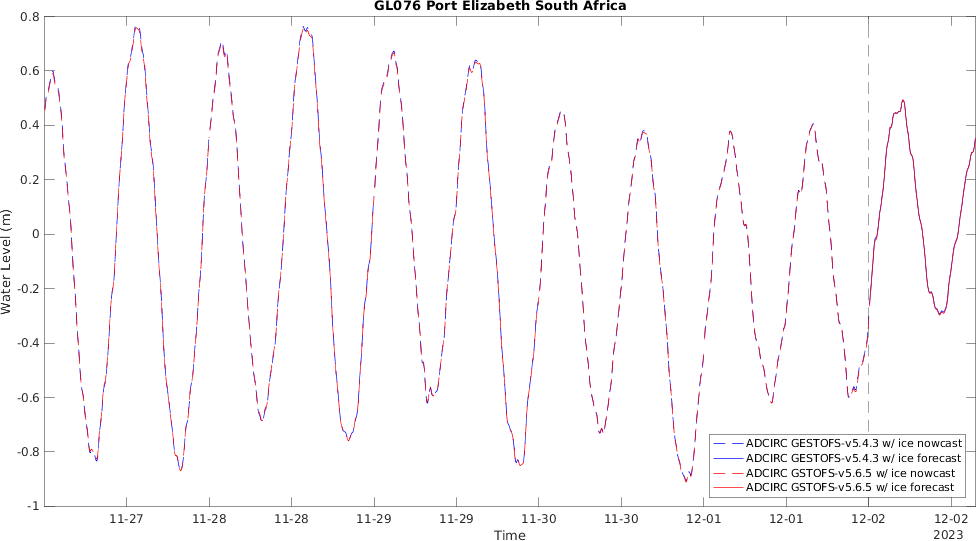 GL076 Port Elizabeth South Africa
0.8
0.6
0.4
0.2
0
-0.2
-0.4
-0.6
-0.8
-1
Water Level (m)
ADCIRC GESTOFS-v5.4.3 w/ ice nowcast
ADCIRC GESTOFS-v5.4.3 w/ ice forecast
ADCIRC GSTOFS-v5.6.5 w/ ice nowcast
ADCIRC GSTOFS-v5.6.5 w/ ice forecast
11-27 11-28 11-28 11-29 11-29 11-30 11-30 12-01 12-01 12-02 12-02
2023
Time